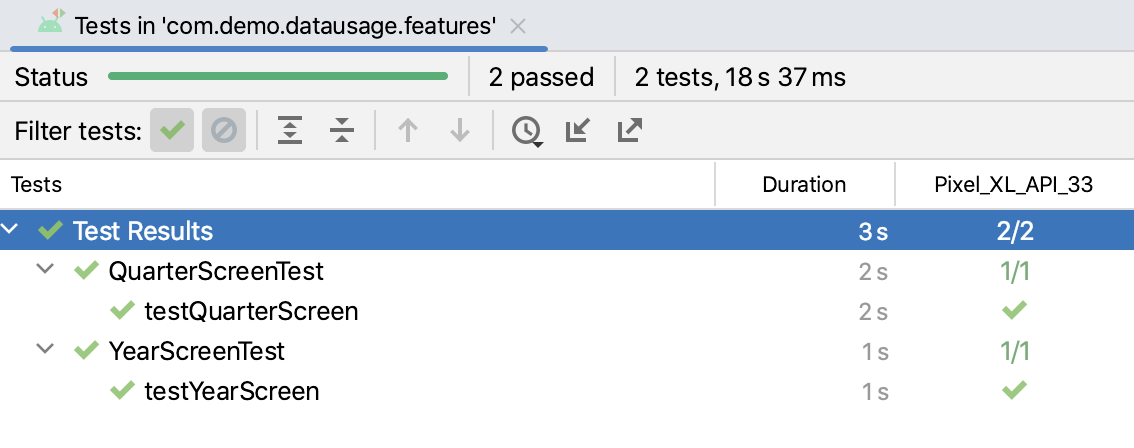 Tests in 'com.demo.datausage.features'
Status 2 passed 2 tests, 18 s 37 ms
Filter tests:
Tests Duration Pixel_XL_API_33
Test Results 3 s 2/2
QuarterScreenTest 2 s 1/1
testQuarterScreen 2 s
YearScreenTest 1 s 1/1
testYearScreen 1 s